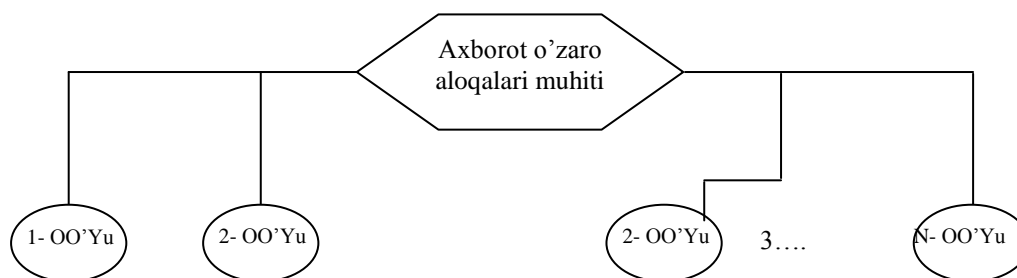 Axborot o’zaro
aloqalari muhiti
1- OO’Yu
2- OO’Yu
2- OO’Yu
3….
N- OO’Yu